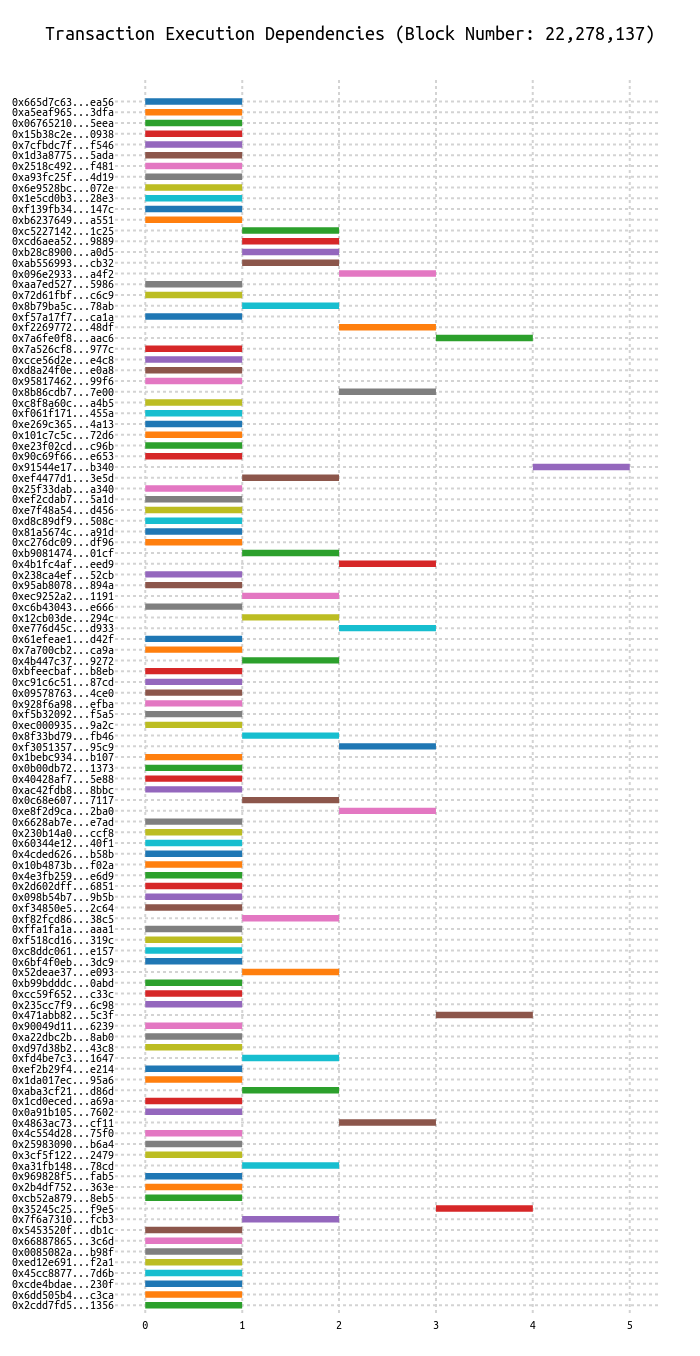 Transaction Execution Dependencies (Block Number: 22,278,137)
0x665d7c63...ea56
0xa5eaf965...3dfa
0x06765210...5eea
0x15b38c2e...0938
0x7cfbdc7f...f546
0x1d3a8775...5ada
0x2518c492...f481
0xa93fc25f...4d19
0x6e9528bc...072e
0x1e5cd0b3...28e3
0xf139fb34...147c
0xb6237649...a551
0xc5227142...1c25
0xcd6aea52...9889
0xb28c8900...a0d5
0xab556993...cb32
0x096e2933...a4f2
0xaa7ed527...5986
0x72d61fbf...c6c9
0x8b79ba5c...78ab
0xf57a17f7...ca1a
0xf2269772...48df
0x7a6fe0f8...aac6
0x7a526cf8...977c
0xcce56d2e...e4c8
0xd8a24f0e...e0a8
0x95817462...99f6
0x8b86cdb7...7e00
0xc8f8a60c...a4b5
0xf061f171...455a
0xe269c365...4a13
0x101c7c5c...72d6
0xe23f02cd...c96b
0x90c69f66...e653
0x91544e17...b340
0xef4477d1...3e5d
0x25f33dab...a340
0xef2cdab7...5a1d
0xe7f48a54...d456
0xd8c89df9...508c
0x81a5674c...a91d
0xc276dc09...df96
0xb9081474...01cf
0x4b1fc4af...eed9
0x238ca4ef...52cb
0x95ab8078...894a
0xec9252a2...1191
0xc6b43043...e666
0x12cb03de...294c
0xe776d45c...d933
0x61efeae1...d42f
0x7a700cb2...ca9a
0x4b447c37...9272
0xbfeecbaf...b8eb
0xc91c6c51...87cd
0x09578763...4ce0
0x928f6a98...efba
0xf5b32092...f5a5
0xec000935...9a2c
0x8f33bd79...fb46
0xf3051357...95c9
0x1bebc934...b107
0x0b00db72...1373
0x40428af7...5e88
0xac42fdb8...8bbc
0x0c68e607...7117
0xe8f2d9ca...2ba0
0x6628ab7e...e7ad
0x230b14a0...ccf8
0x60344e12...40f1
0x4cded626...b58b
0x10b4873b...f02a
0x4e3fb259...e6d9
0x2d602dff...6851
0x098b54b7...9b5b
0xf34850e5...2c64
0xf82fcd86...38c5
0xffa1fa1a...aaa1
0xf518cd16...319c
0xc8ddc061...e157
0x6bf4f0eb...3dc9
0x52deae37...e093
0xb99bdddc...0abd
0xcc59f652...c33c
0x235cc7f9...6c98
0x471abb82...5c3f
0x90049d11...6239
0xa22dbc2b...8ab0
0xd97d38b2...43c8
0xfd4be7c3...1647
0xef2b29f4...e214
0x1da017ec...95a6
0xaba3cf21...d86d
0x1cd0eced...a69a
0x0a91b105...7602
0x4863ac73...cf11
0x4c554d28...75f0
0x25983090...b6a4
0x3cf5f122...2479
0xa31fb148...78cd
0x969828f5...fab5
0x2b4df752...363e
0xcb52a879...8eb5
0x35245c25...f9e5
0x7f6a7310...fcb3
0x5453520f...db1c
0x66887865...3c6d
0x0085082a...b98f
0xed12e691...f2a1
0x45cc8877...7d6b
0xcde4bdae...230f
0x6dd505b4...c3ca
0x2cdd7fd5...1356
0 1 2 3 4 5